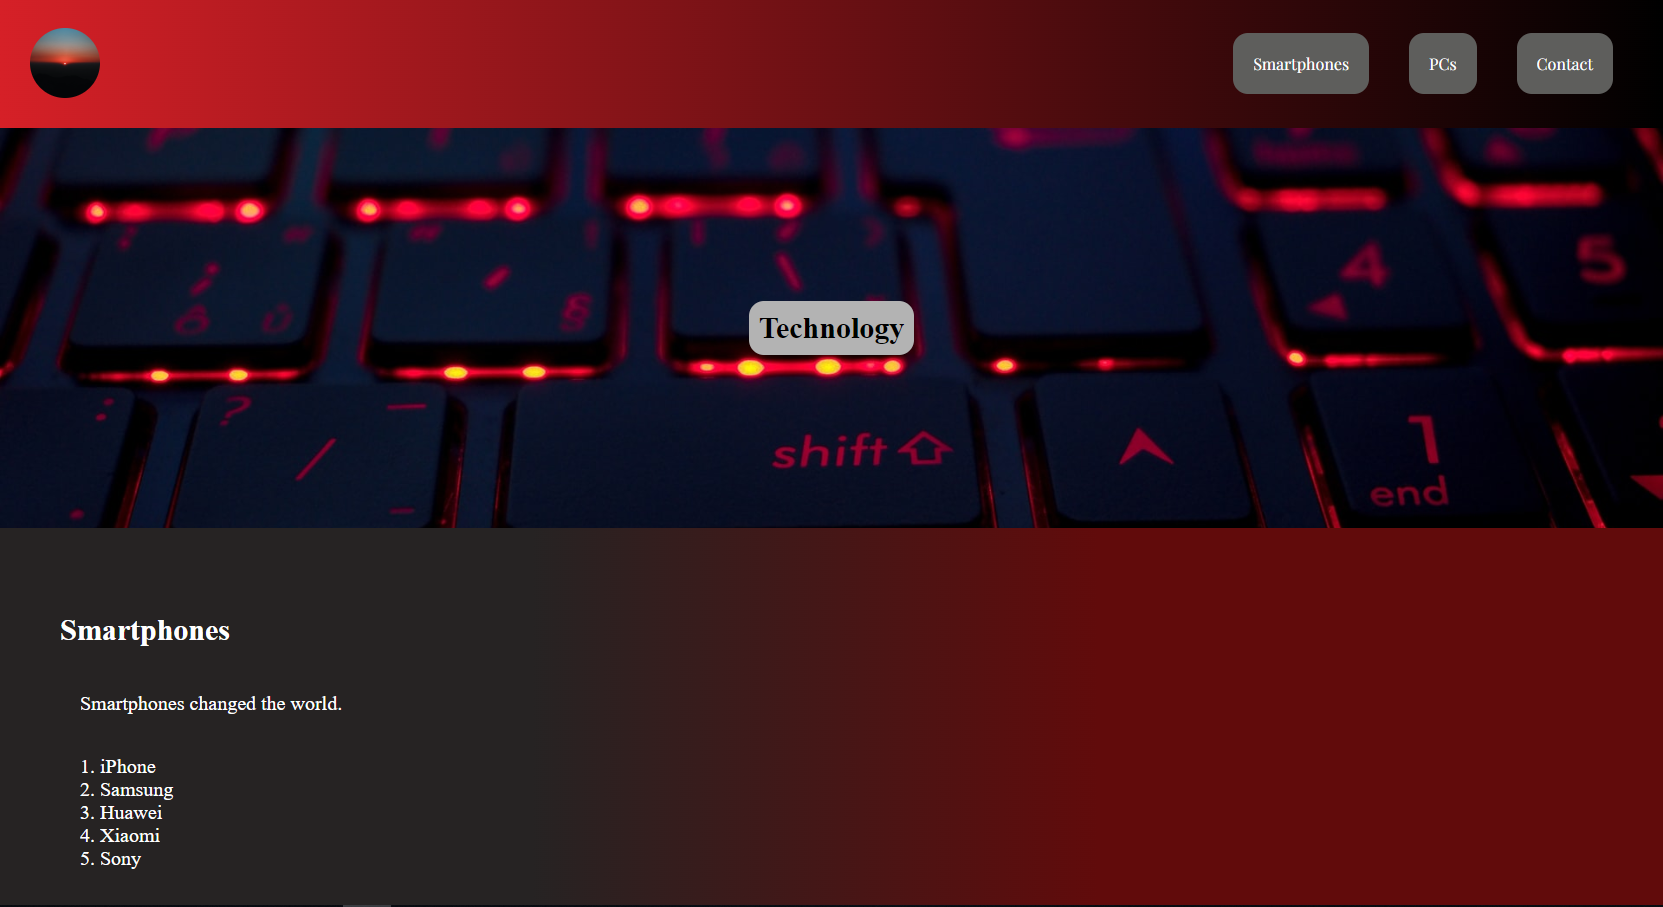 Smartphones PCs Contact
?
4
5
Technology
?
/
shift
1
end
Smartphones
Smartphones changed the world.
1. iPhone
2. Samsung
3. Huawei
4. Xiaomi
5. Sony